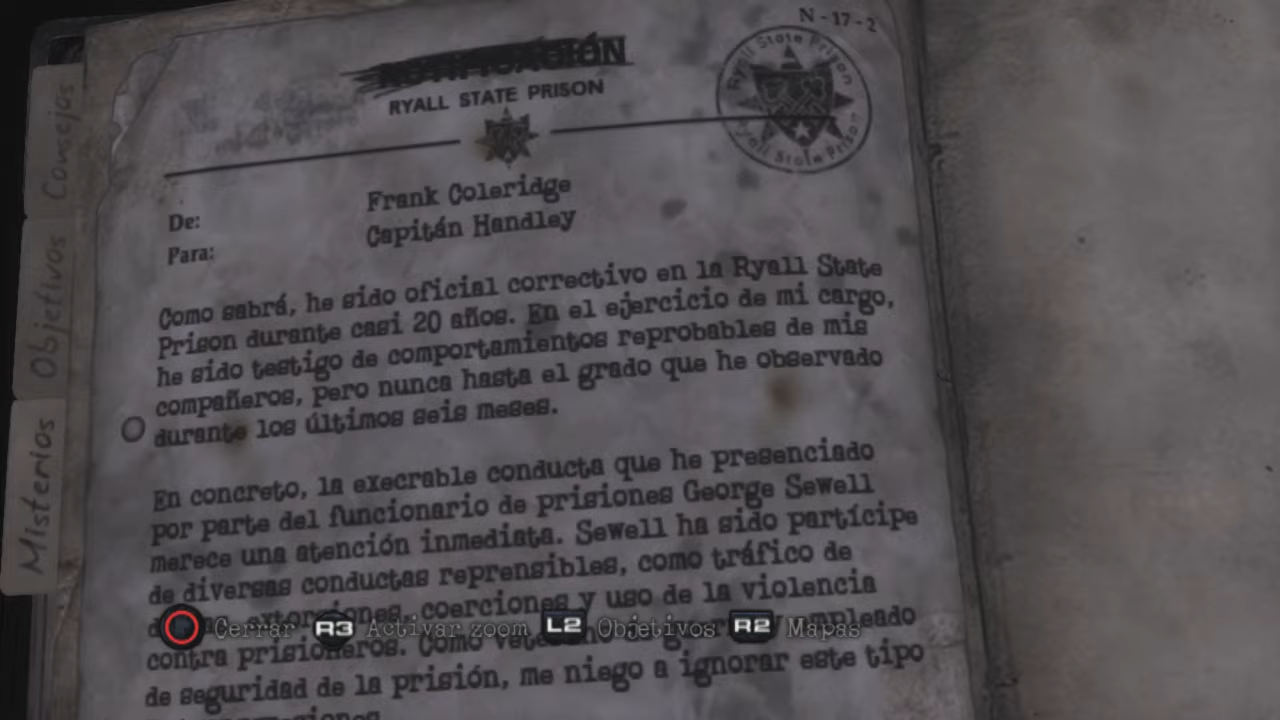 N-17-2
NOTIFICACIÓN
RYALL STATE PRISON
Ryall State Prison
Ryall State Prison
De: Frank Coleridge
Para: Capitán Handley
Como sabrá, he sido oficial correctivo en la Ryall State
Prison durante casi 20 años. En el ejercicio de mi cargo,
he sido testigo de comportamientos reprobables de mis
compañeros, pero nunca hasta el grado que he observado
durante los últimos seis meses.
En concreto, la execrable conducta que he presenciado
por parte del funcionario de prisiones George Sewell
merece una atención inmediata. Sewell ha sido partícipe
de diversas conductas reprensibles, como tráfico de
extorsiones, coerciones y uso de la violencia
contra prisioneros. Como empleado
de seguridad de la prisión, me niego a ignorar este tipo
Consejos
Objetivos
Misterios
Cerrar R3 Activar zoom L2 Objetivos R2 Mapas